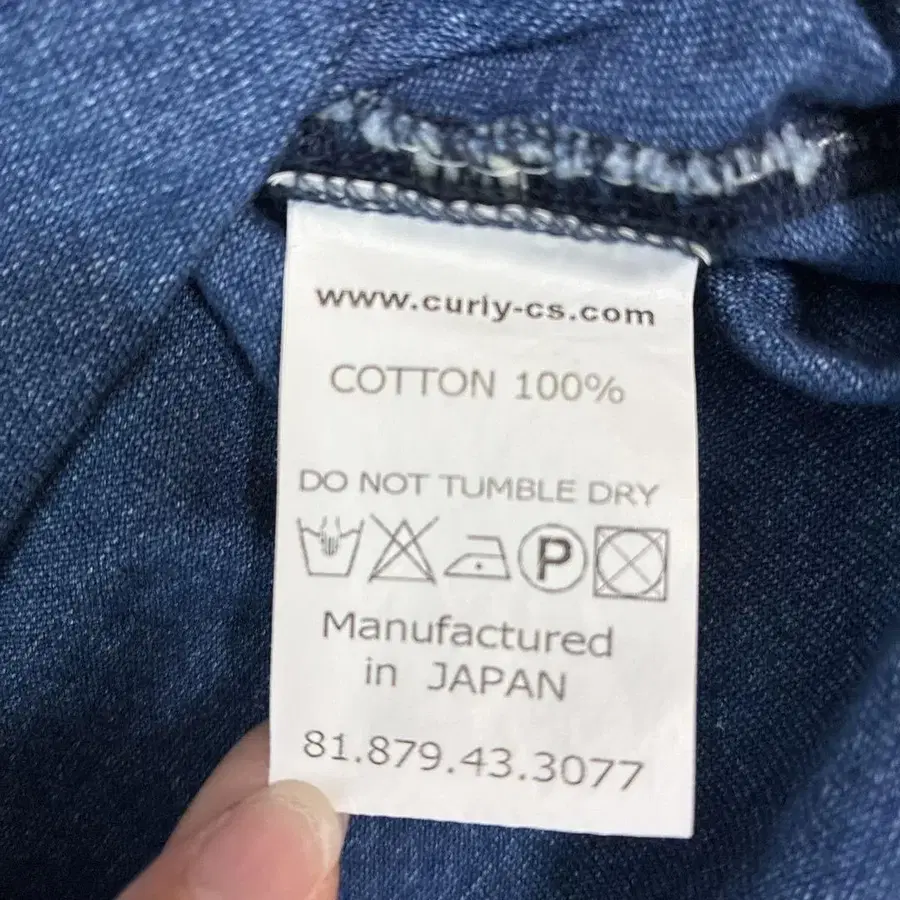 www.curly-cs.com
COTTON 100%
DO NOT TUMBLE DRY
P
Manufactured
in JAPAN
81.879.43.3077